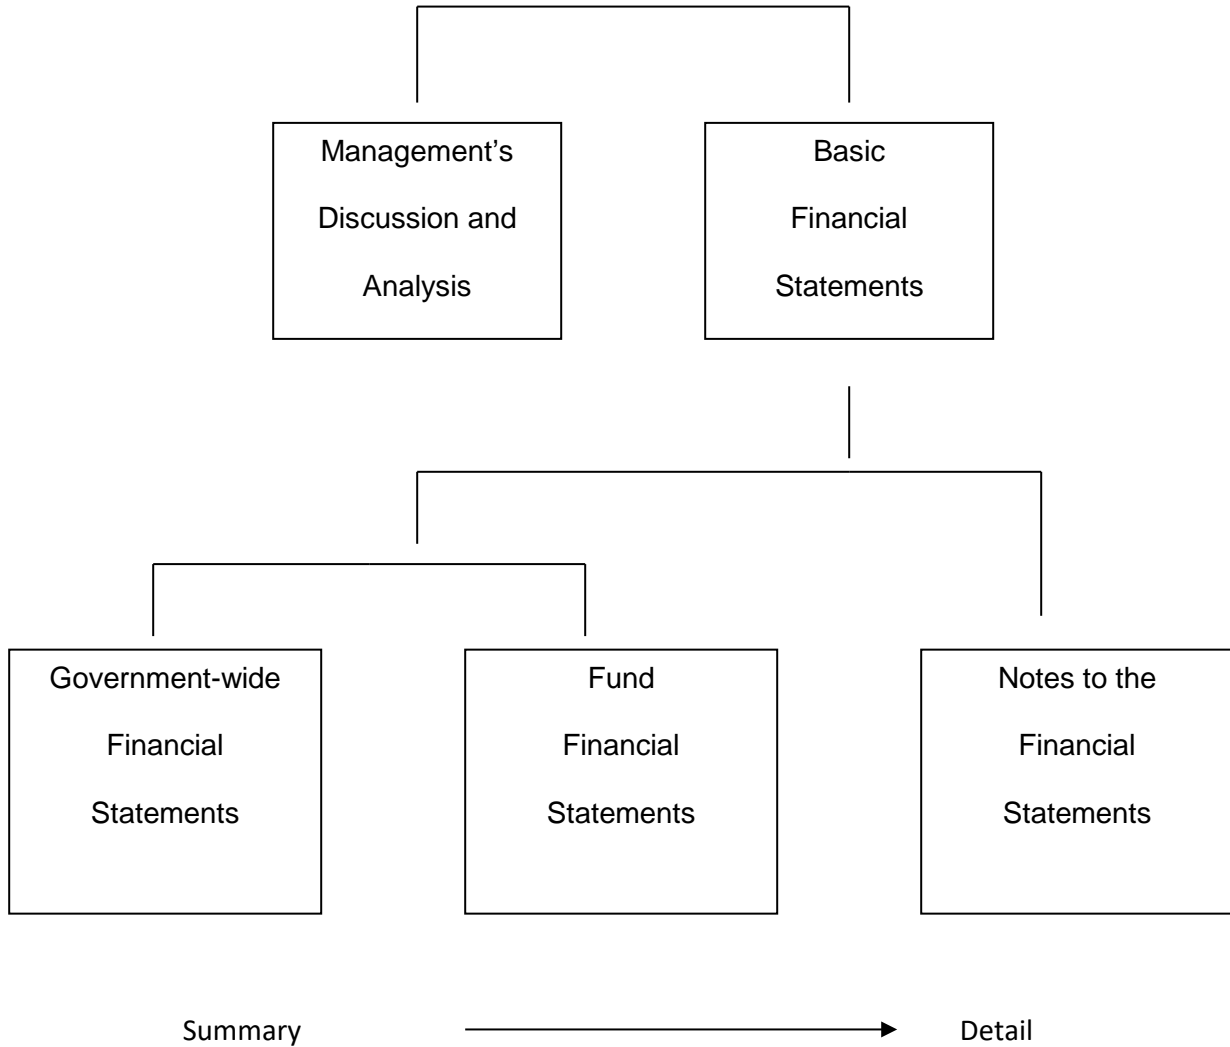 Management’s
Discussion and
Analysis
Basic
Financial
Statements
Government-wide
Financial
Statements
Fund
Financial
Statements
Notes to the
Financial
Statements
Summary
Detail